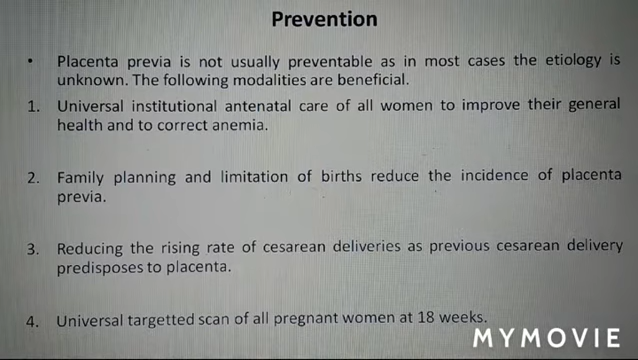 Prevention
• Placenta previa is not usually preventable as in most cases the etiology is
unknown. The following modalities are beneficial.
1. Universal institutional antenatal care of all women to improve their general
health and to correct anemia.
2. Family planning and limitation of births reduce the incidence of placenta
previa.
3. Reducing the rising rate of cesarean deliveries as previous cesarean delivery
predisposes to placenta.
4. Universal targetted scan of all pregnant women at 18 weeks.
MYMOVIE